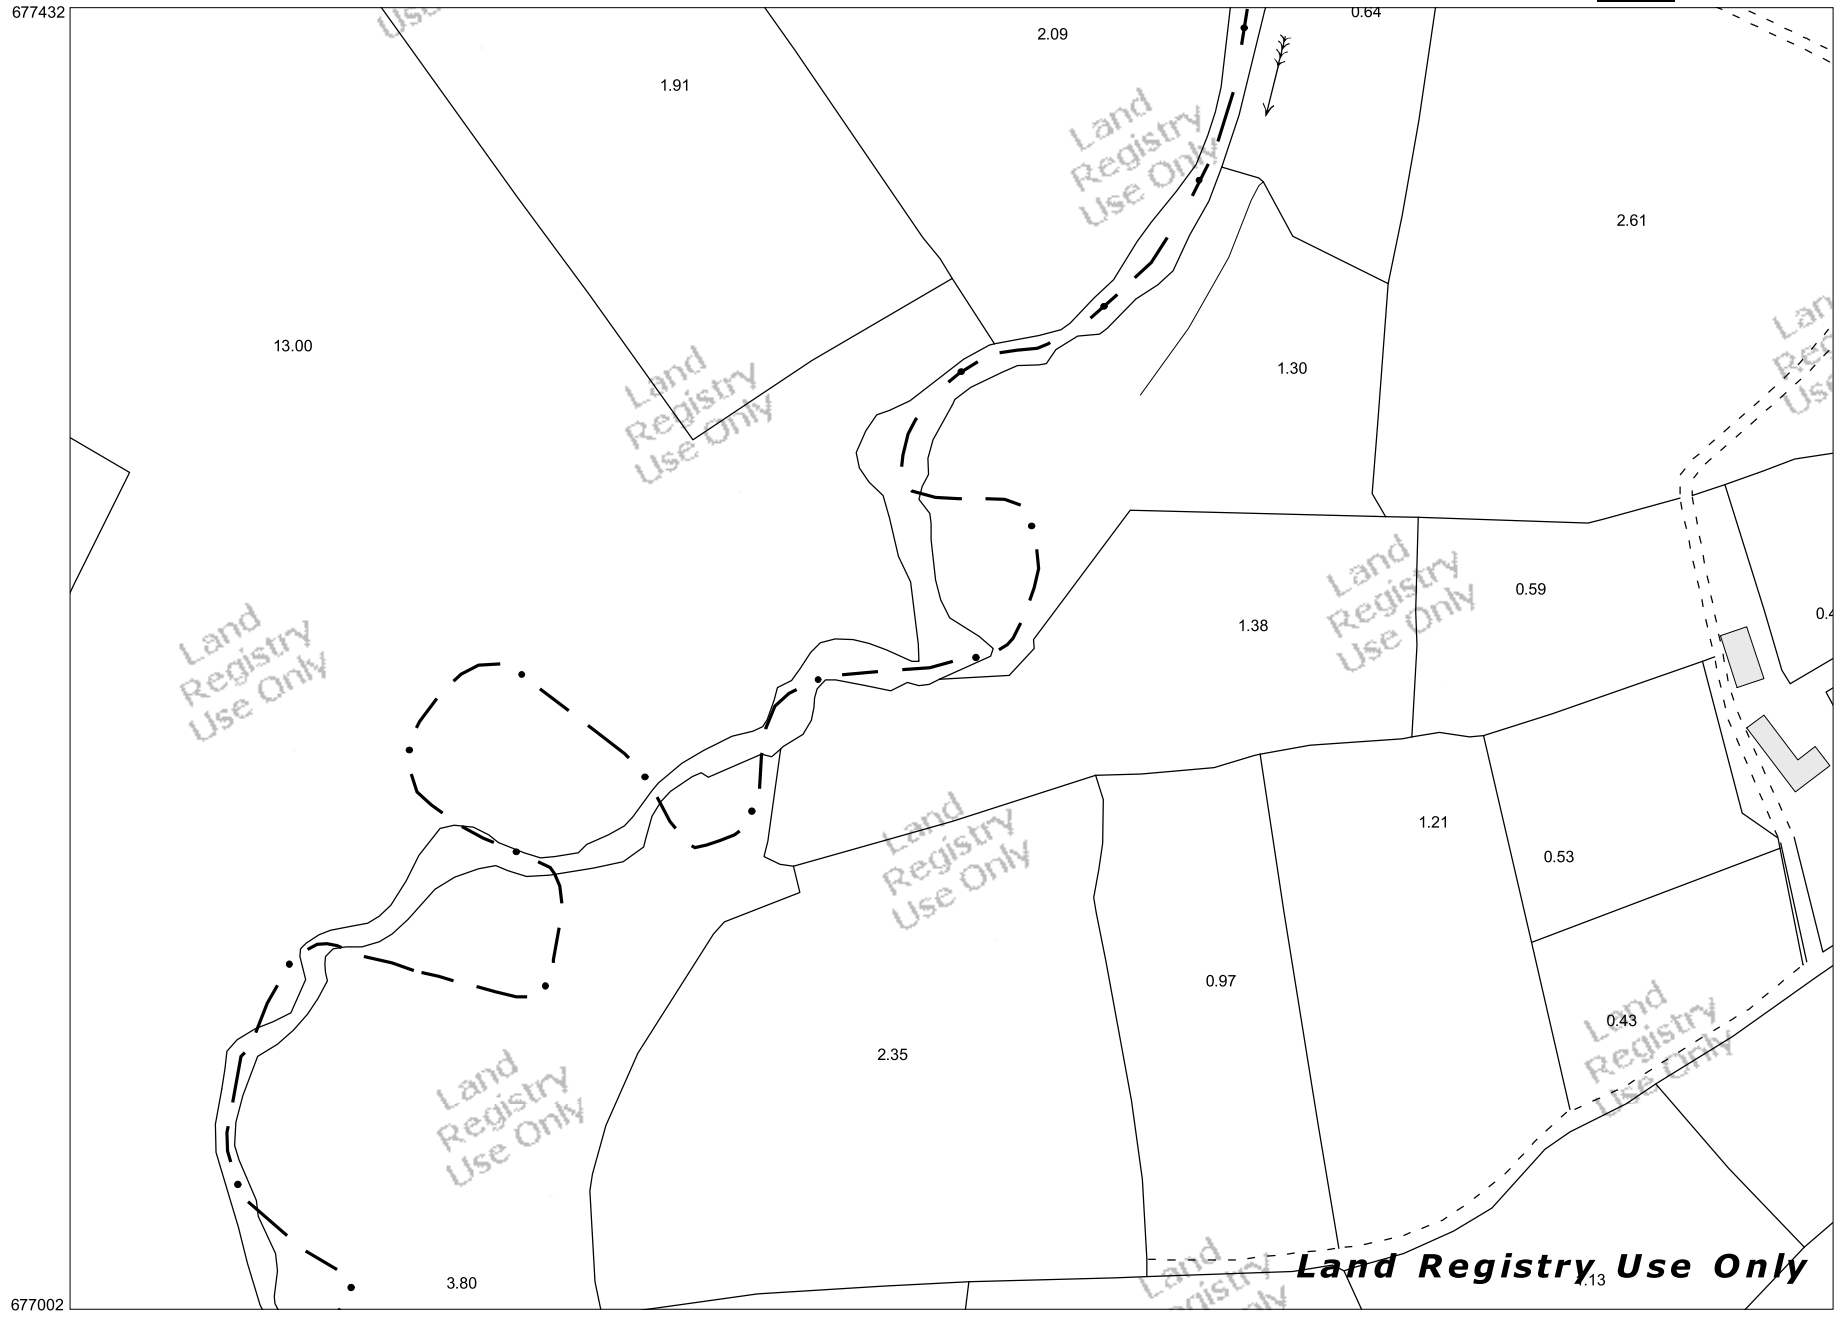 677432
Use
2.09
0.64
1.91
Land
Registry
Use Only
2.61
13.00
Land
Registry
Use Only
1.30
0.59
Land
Registry
Use Only
1.38
Land
Registry
Use Only
1.21
0.53
Land
Registry
Use Only
0.97
0.43
Land
Registry
Use Only
2.35
Land
Registry
Use Only
3.80
Land
Land Registry Use Only
677002